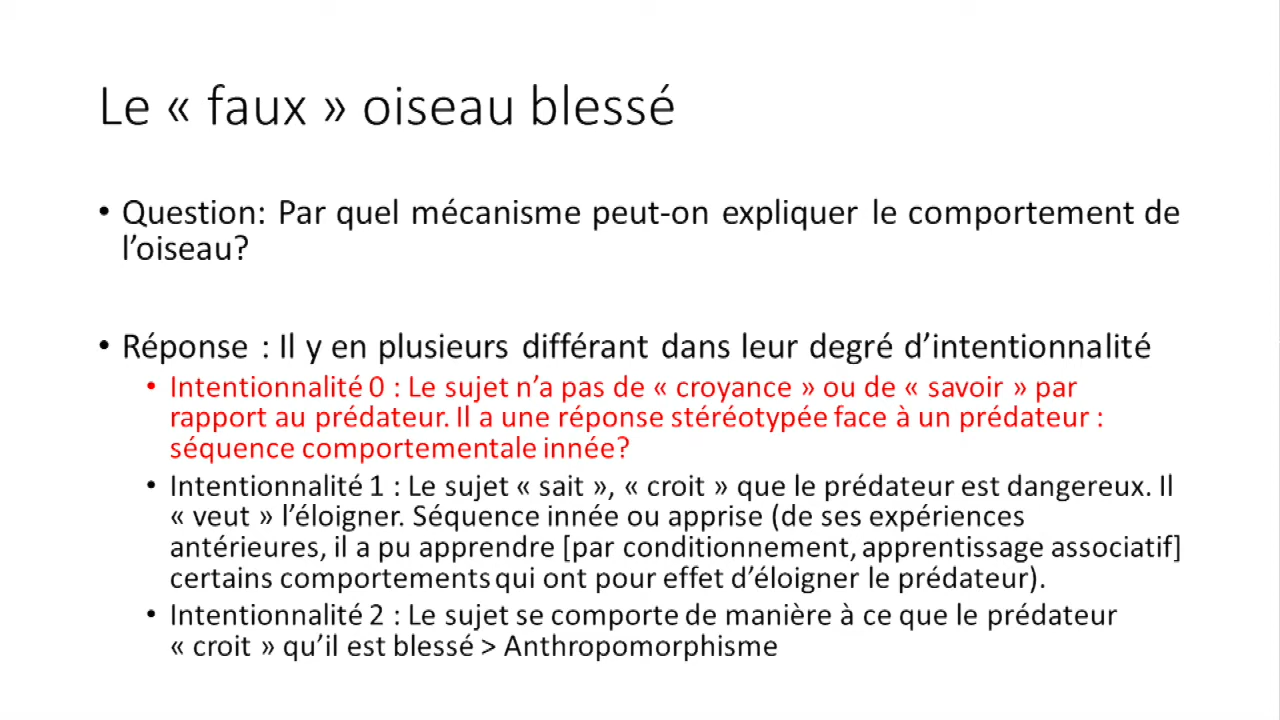 Le « faux » oiseau blessé
• Question: Par quel mécanisme peut-on expliquer le comportement de
l’oiseau?
• Réponse : Il y en plusieurs différant dans leur degré d’intentionnalité
• Intentionnalité 0 : Le sujet n’a pas de « croyance » ou de « savoir » par
rapport au prédateur. Il a une réponse stéréotypée face à un prédateur :
séquence comportementale innée?
• Intentionnalité 1 : Le sujet « sait », « croit » que le prédateur est dangereux. Il
« veut » l’éloigner. Séquence innée ou apprise (de ses expériences
antérieures, il a pu apprendre [par conditionnement, apprentissage associatif]
certains comportements qui ont pour effet d’éloigner le prédateur).
• Intentionnalité 2 : Le sujet se comporte de manière à ce que le prédateur
« croit » qu’il est blessé > Anthropomorphisme